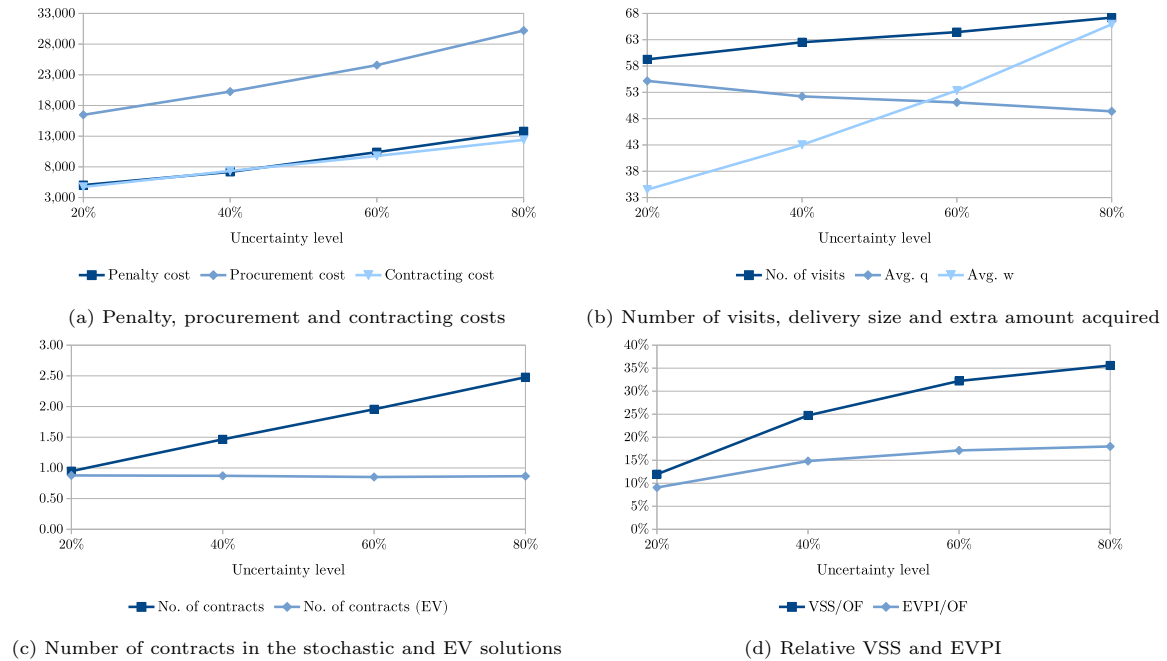 33,000
28,000
23,000
18,000
13,000
8,000
3,000
20% 40% 60% 80%
Uncertainty level
Penalty cost Procurement cost Contracting cost
(a) Penalty, procurement and contracting costs
68
63
58
53
48
43
38
33
20% 40% 60% 80%
Uncertainty level
No. of visits Avg. q Avg. w
(b) Number of visits, delivery size and extra amount acquired
3.00
2.50
2.00
1.50
1.00
0.50
0.00
20% 40% 60% 80%
Uncertainty level
No. of contracts No. of contracts (EV)
(c) Number of contracts in the stochastic and EV solutions
40%
35%
30%
25%
20%
15%
10%
5%
0%
20% 40% 60% 80%
Uncertainty level
VSS/OF EVPI/OF
(d) Relative VSS and EVPI